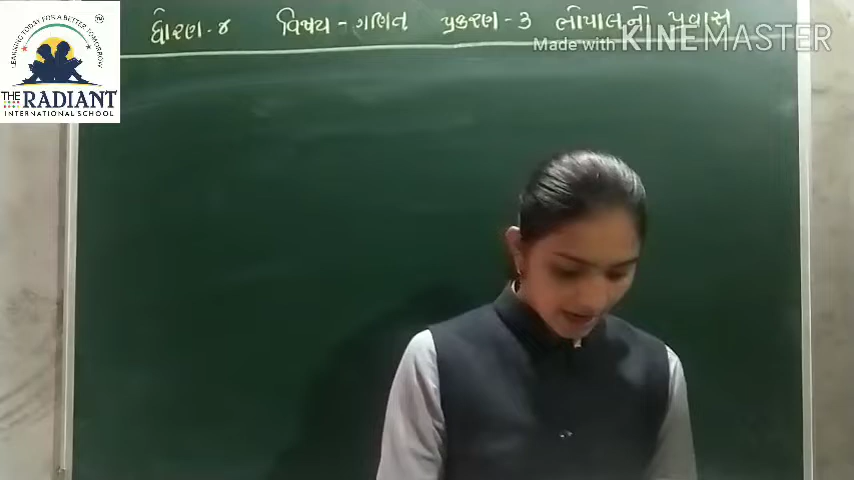 ધોરણ - ૪ વિષય - ગણિત પ્રકરણ - 3 ભોપાલનો પ્રવાસ
Made with KINEMASTER
LEARNING TODAY FOR A BETTER TOMORROW
THE RADIANT
INTERNATIONAL SCHOOL